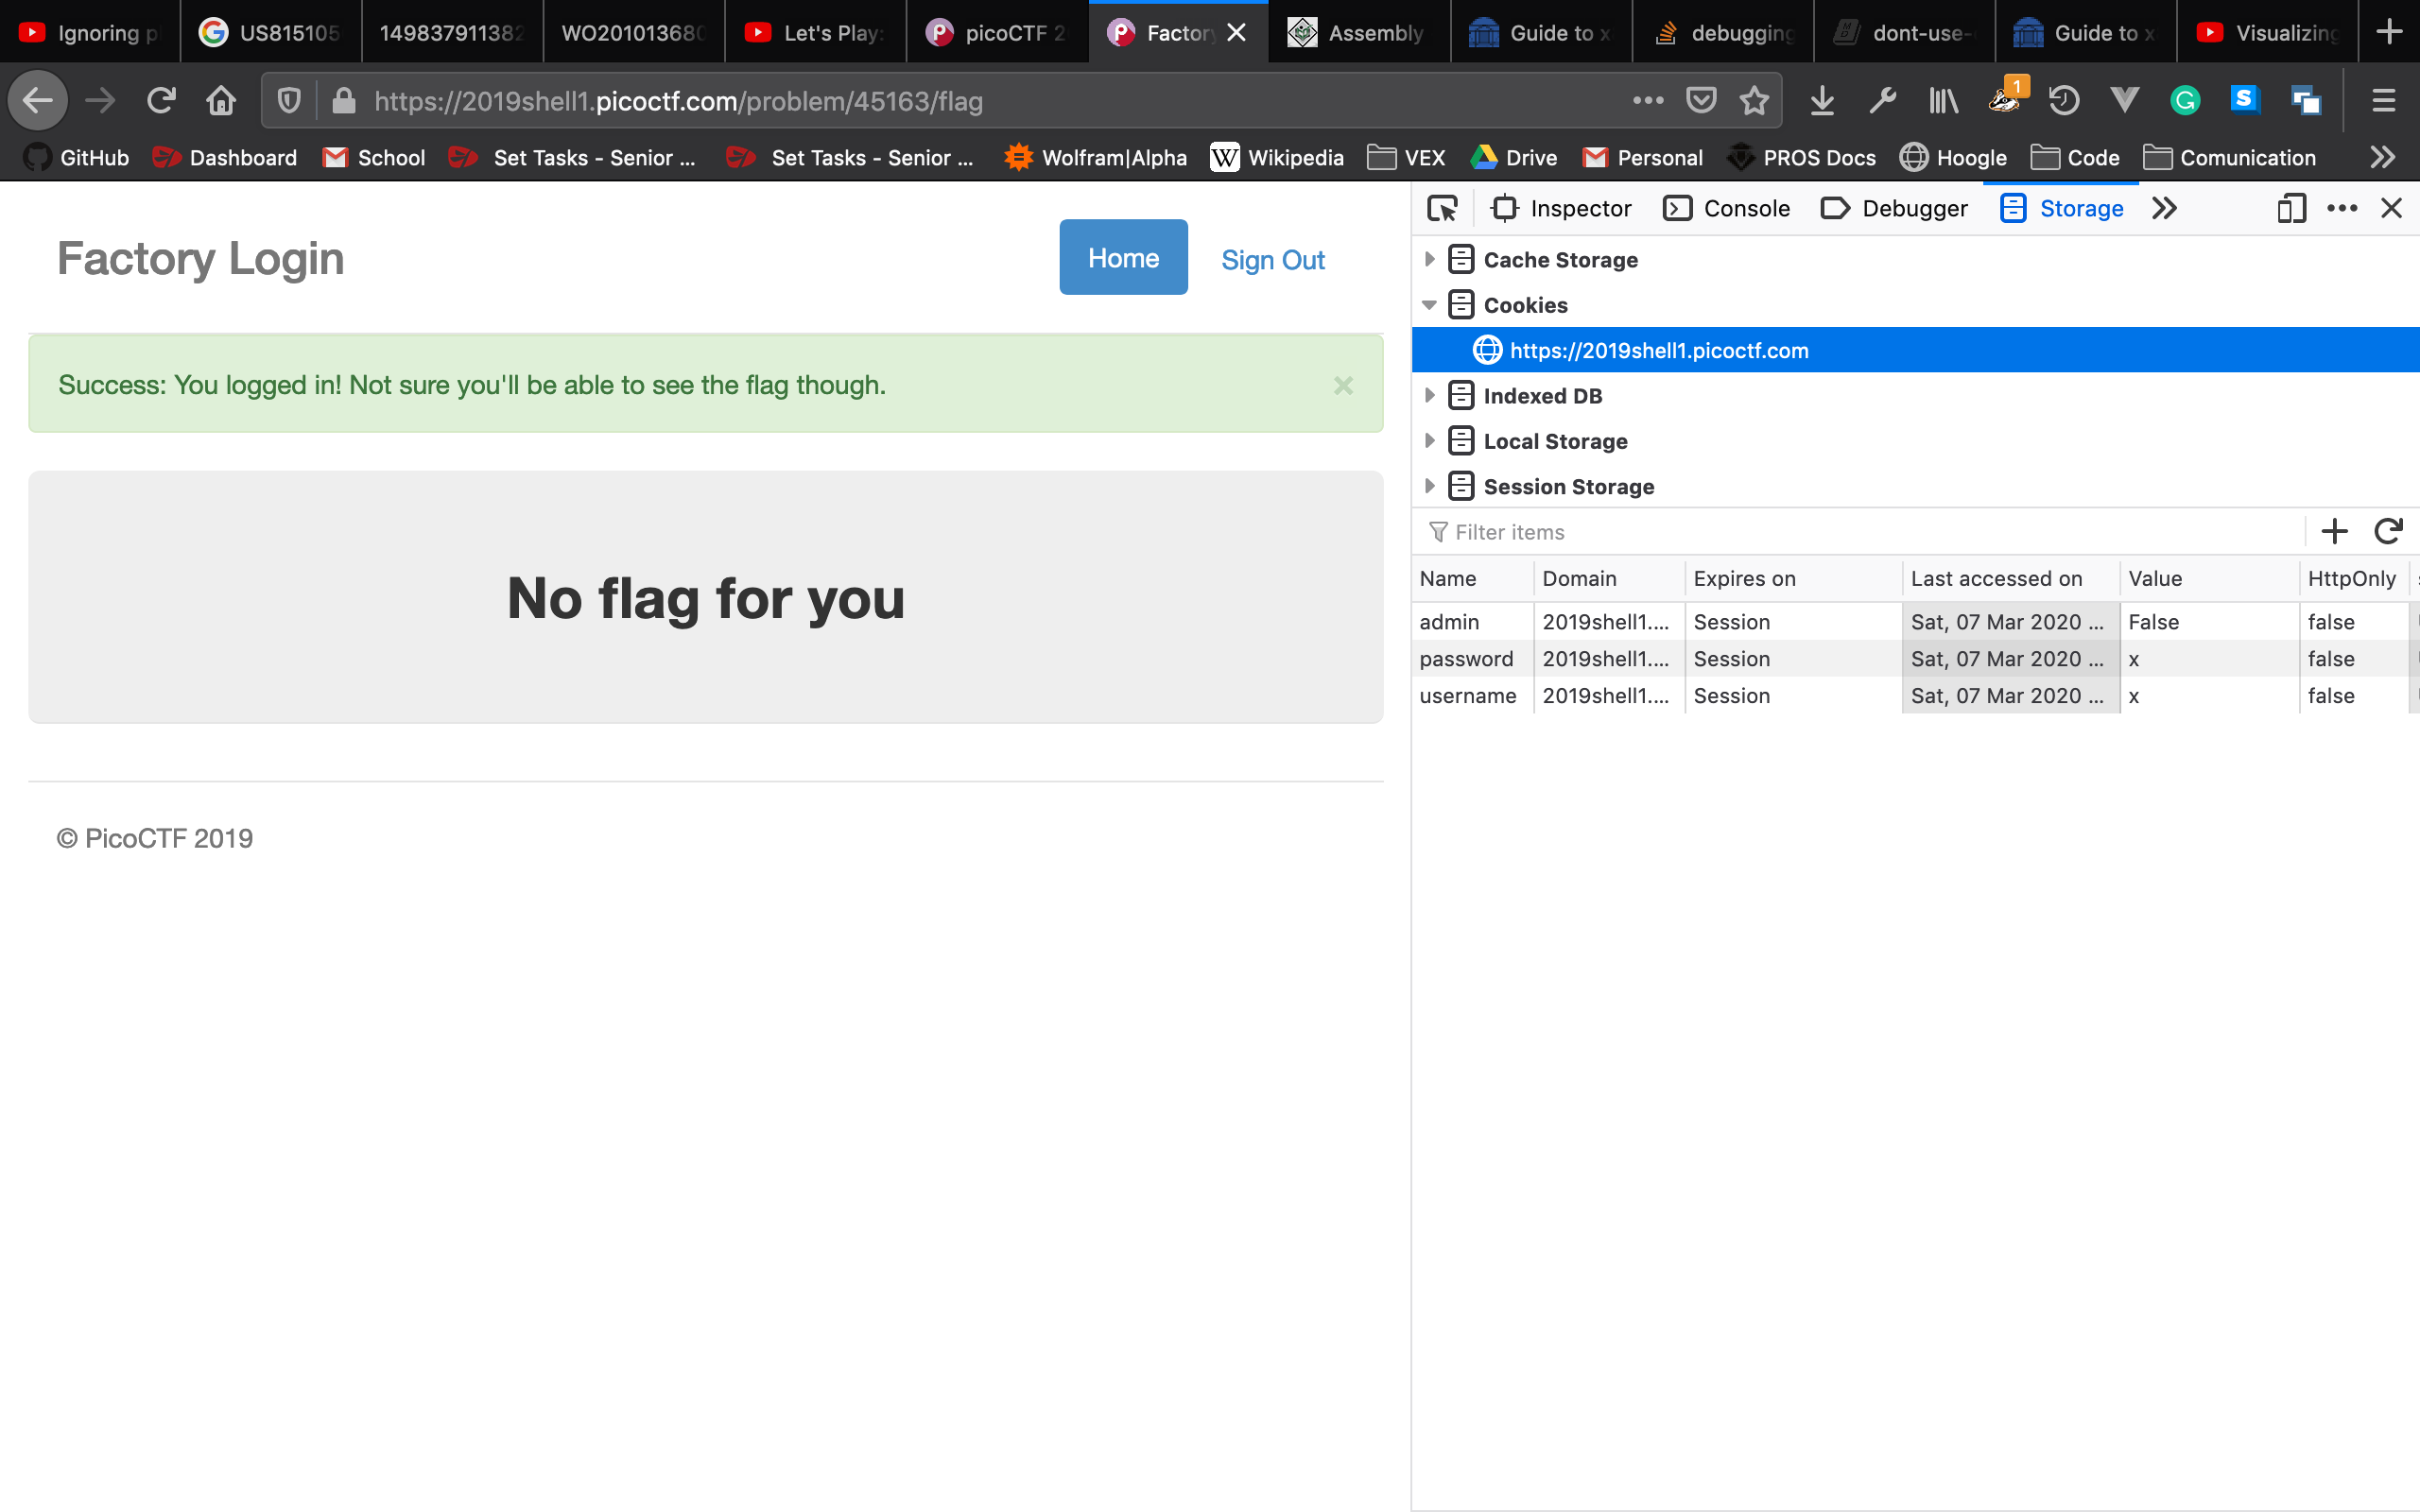 Ignoring p
US815105
149837911382
WO201013680
Let's Play:
picoCTF 2
Factory
Assembly
Guide to x
debugging
dont-use-
Guide to x
Visualizing
https://2019shell1.picoctf.com/problem/45163/flag
1
GitHub
Dashboard
School
Set Tasks - Senior ...
Set Tasks - Senior ...
Wolfram|Alpha
Wikipedia
VEX
Drive
Personal
PROS Docs
Hoogle
Code
Comunication
Factory Login
Home
Sign Out
Success: You logged in! Not sure you'll be able to see the flag though.
×
No flag for you
© PicoCTF 2019
Inspector
Console
Debugger
Storage
Cache Storage
Cookies
https://2019shell1.picoctf.com
Indexed DB
Local Storage
Session Storage
Filter items
Name Domain Expires on Last accessed on Value HttpOnly
admin 2019shell1.... Session Sat, 07 Mar 2020 ... False false
password 2019shell1.... Session Sat, 07 Mar 2020 ... x false
username 2019shell1.... Session Sat, 07 Mar 2020 ... x false